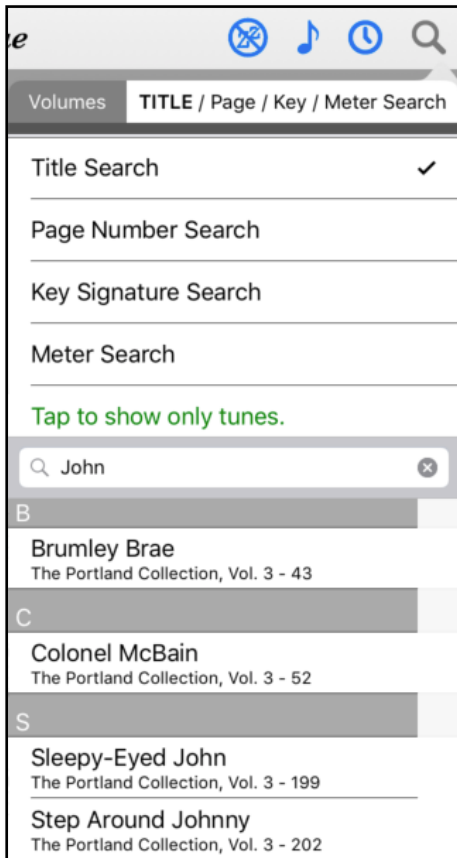 Volumes TITLE / Page / Key / Meter Search
Title Search
Page Number Search
Key Signature Search
Meter Search
Tap to show only tunes.
John
B
Brumley Brae
The Portland Collection, Vol. 3 - 43
C
Colonel McBain
The Portland Collection, Vol. 3 - 52
S
Sleepy-Eyed John
The Portland Collection, Vol. 3 - 199
Step Around Johnny
The Portland Collection, Vol. 3 - 202